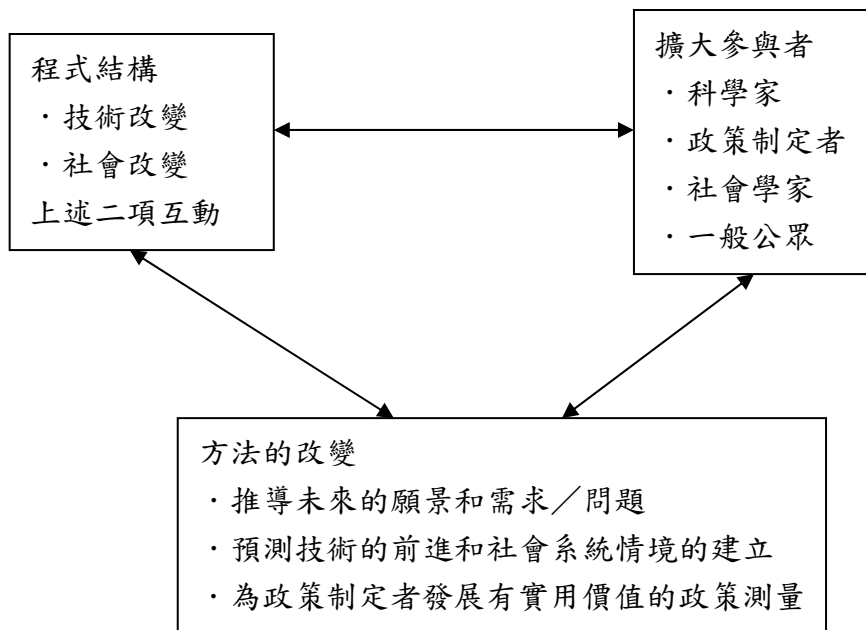 程式結構
．技術改變
．社會改變
上述二項互動
擴大參與者
．科學家
．政策制定者
．社會學家
．一般公眾
方法的改變
．推導未來的願景和需求／問題
．預測技術的前進和社會系統情境的建立
．為政策制定者發展有實用價值的政策測量